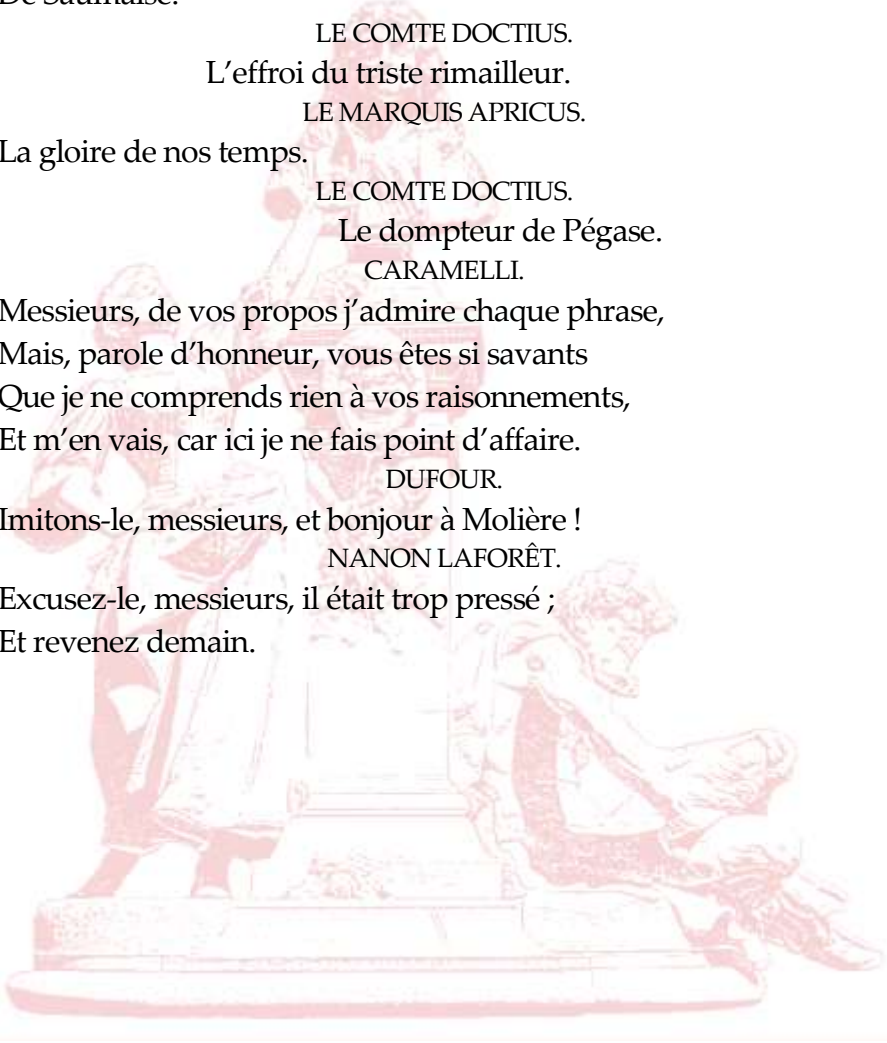 De Saumaise.
LE COMTE DOCTIUS.
L’effroi du triste rimailleur.
LE MARQUIS APRICUS.
La gloire de nos temps.
LE COMTE DOCTIUS.
Le dompteur de Pégase.
CARAMELLI.
Messieurs, de vos propos j’admire chaque phrase,
Mais, parole d’honneur, vous êtes si savants
Que je ne comprends rien à vos raisonnements,
Et m’en vais, car ici je ne fais point d’affaire.
DUFOUR.
Imitons-le, messieurs, et bonjour à Molière !
NANON LAFORÊT.
Excusez-le, messieurs, il était trop pressé ;
Et revenez demain.